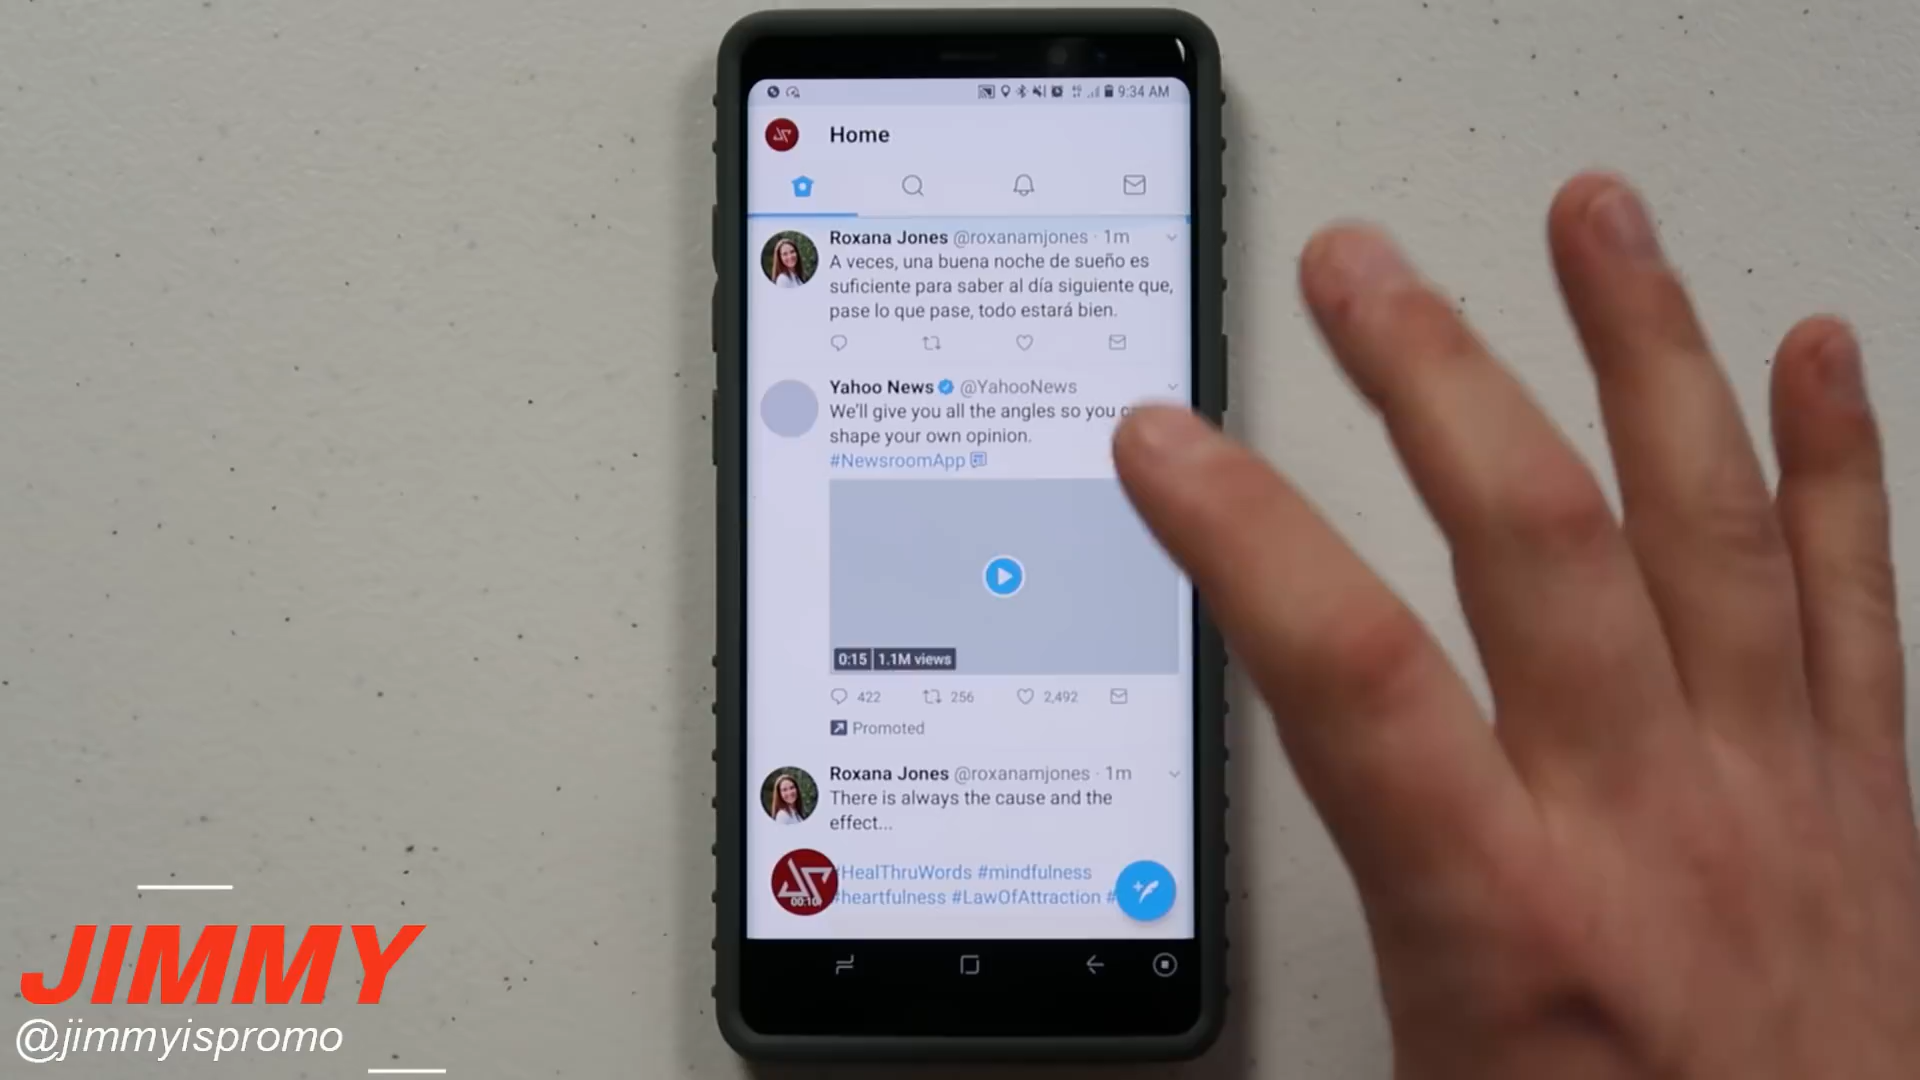 9:34 AM
Home
Roxana Jones @roxanamjones · 1m
A veces, una buena noche de sueño es
suficiente para saber al día siguiente que,
pase lo que pase, todo estará bien.
Yahoo News @YahooNews
We'll give you all the angles so you
shape your own opinion.
#NewsroomApp
0:15 1.1M views
422 256 2,492
Promoted
Roxana Jones @roxanamjones · 1m
There is always the cause and the
effect...
#HealThruWords #mindfulness
#heartfulness #LawOfAttraction #
00:10
JIMMY
@jimmyispromo